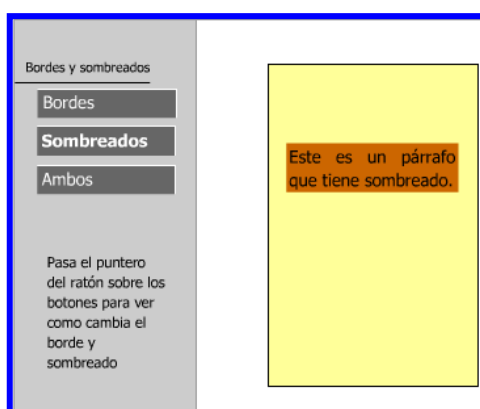 Bordes y sombreados
Bordes
Sombreados
Ambos
Pasa el puntero
del ratón sobre los
botones para ver
como cambia el
borde y
sombreado
Este es un párrafo
que tiene sombreado.